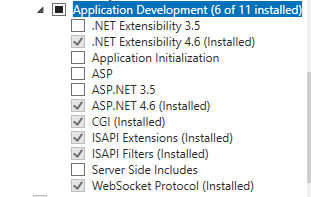 Application Development (6 of 11 installed)
.NET Extensibility 3.5
.NET Extensibility 4.6 (Installed)
Application Initialization
ASP
ASP.NET 3.5
ASP.NET 4.6 (Installed)
CGI (Installed)
ISAPI Extensions (Installed)
ISAPI Filters (Installed)
Server Side Includes
WebSocket Protocol (Installed)